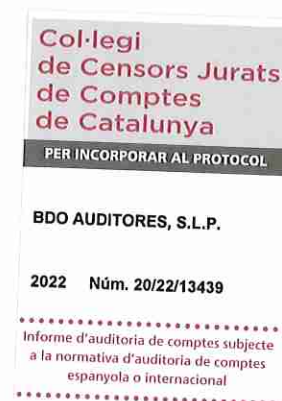 Col·legi
de Censors Jurats
de Comptes
de Catalunya
PER INCORPORAR AL PROTOCOL
BDO AUDITORES, S.L.P.
2022 Núm. 20/22/13439
Informe d'auditoria de comptes subjecte
a la normativa d'auditoria de comptes
espanyola o internacional